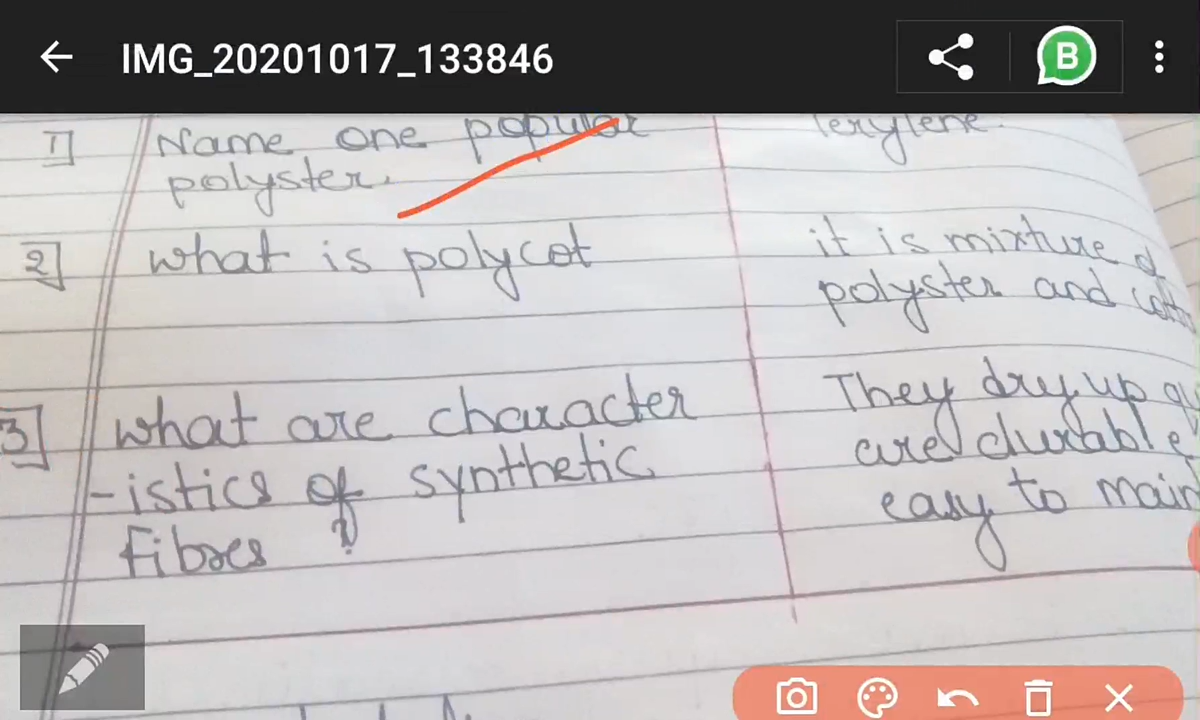 IMG_20201017_133846
B
1] Name one popular
polyster.
Terylene.
2] what is polycot
it is mixture of
polyster and
3] what are character
-istics of synthetic
fibres ?
They dry up
are durable
easy to